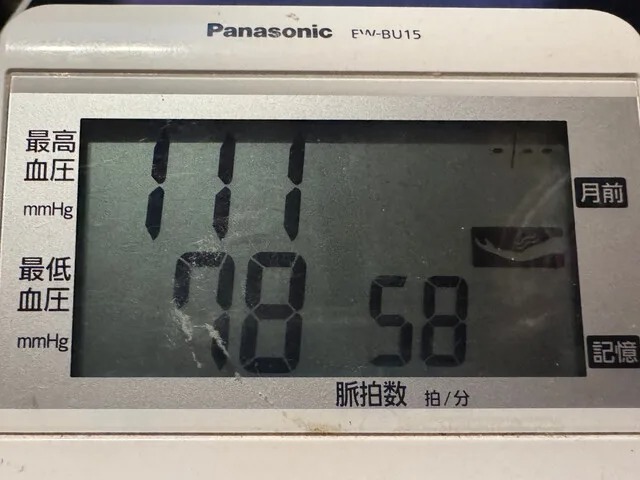 Panasonic EW-BU15
最高
血圧
mmHg
111
月前
最低
血圧
mmHg
78
58
記憶
脈拍数 拍/分